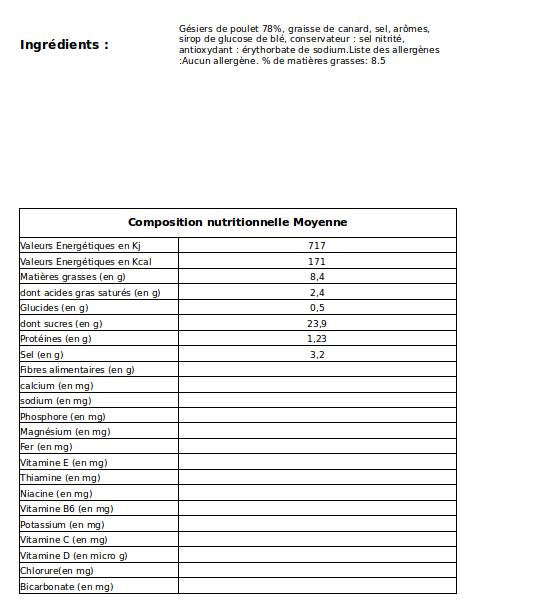 Ingrédients :
Gésiers de poulet 78%, graisse de canard, sel, arômes,
sirop de glucose de blé, conservateur : sel nitrité,
antioxydant : érythorbate de sodium.Liste des allergènes
:Aucun allergène. % de matières grasses: 8.5
Composition nutritionnelle Moyenne
Valeurs Energétiques en Kj 717
Valeurs Energétiques en Kcal 171
Matières grasses (en g) 8,4
dont acides gras saturés (en g) 2,4
Glucides (en g) 0,5
dont sucres (en g) 23,9
Protéines (en g) 1,23
Sel (en g) 3,2
Fibres alimentaires (en g)
calcium (en mg)
sodium (en mg)
Phosphore (en mg)
Magnésium (en mg)
Fer (en mg)
Vitamine E (en mg)
Thiamine (en mg)
Niacine (en mg)
Vitamine B6 (en mg)
Potassium (en mg)
Vitamine C (en mg)
Vitamine D (en micro g)
Chlorure(en mg)
Bicarbonate (en mg)